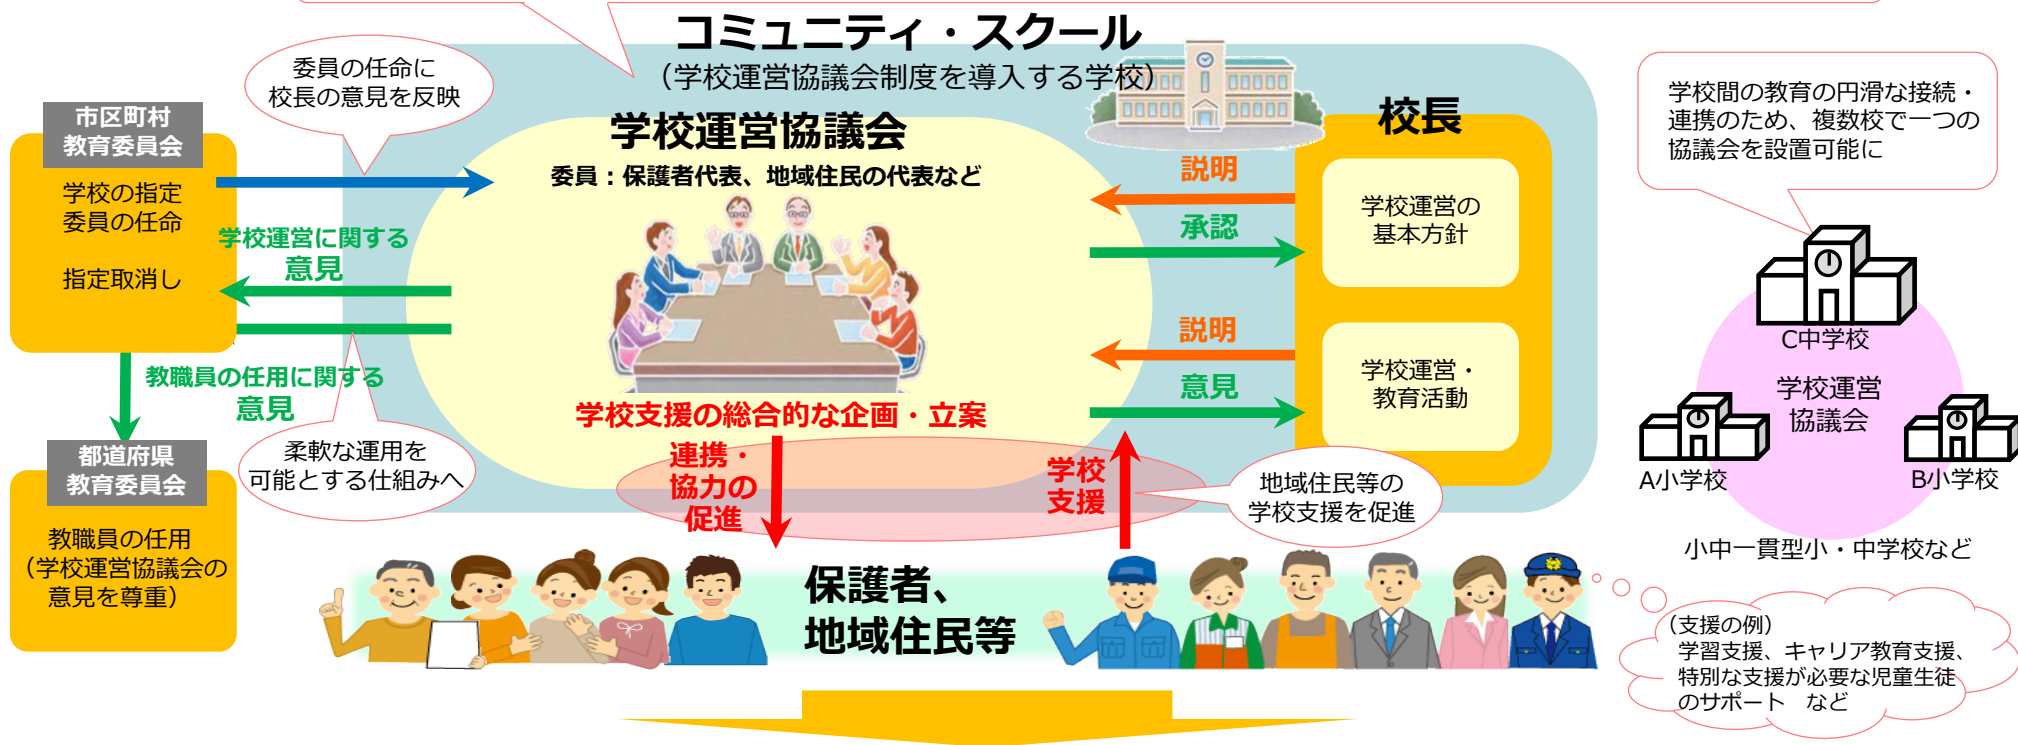 コミュニティ・スクール
（学校運営協議会制度を導入する学校）
委員の任命に
校長の意見を反映
市区町村
教育委員会
学校の指定
委員の任命
指定取消し
学校運営に関する
意見
教職員の任用に関する
意見
柔軟な運用を
可能とする仕組みへ
都道府県
教育委員会
教職員の任用
（学校運営協議会の
意見を尊重）
学校運営協議会
委員：保護者代表、地域住民の代表など
学校支援の総合的な企画・立案
連携・
協力の
促進
学校
支援
地域住民等の
学校支援を促進
説明
承認
説明
意見
校長
学校運営の
基本方針
学校運営・
教育活動
保護者、
地域住民等
学校間の教育の円滑な接続・
連携のため、複数校で一つの
協議会を設置可能に
C中学校
学校運営
協議会
A小学校
B小学校
小中一貫型小・中学校など
（支援の例）
学習支援、キャリア教育支援、
特別な支援が必要な児童生徒
のサポート　など